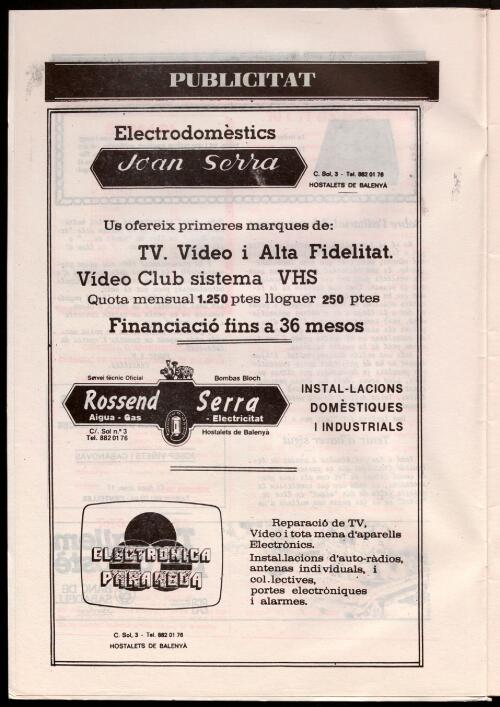 PUBLICITAT
Electrodomèstics
Joan Serra
C. Sol, 3 - Tel. 882 01 76
HOSTALETS DE BALENYÀ
Us ofereix primeres marques de:
TV. Vídeo i Alta Fidelitat.
Vídeo Club sistema VHS
Quota mensual 1.250 ptes lloguer 250 ptes
Financiació fins a 36 mesos
Servei tècnic Oficial
Bombas Bloch
Rossend Serra
Aigua - Gas - Electricitat
C/. Sol n.º 3
Tel. 882 01 76
Hostalets de Balenyà
INSTAL-LACIONS
DOMÈSTIQUES
I INDUSTRIALS
ELECTRONICA
PARAREDA
C. Sol, 3 - Tel. 882 01 76
HOSTALETS DE BALENYÀ
Reparació de TV,
Vídeo i tota mena d'aparells
Electrònics.
Instal.lacions d'auto-ràdios,
antenas individuals, i
col.lectives,
portes electròniques
i alarmes.